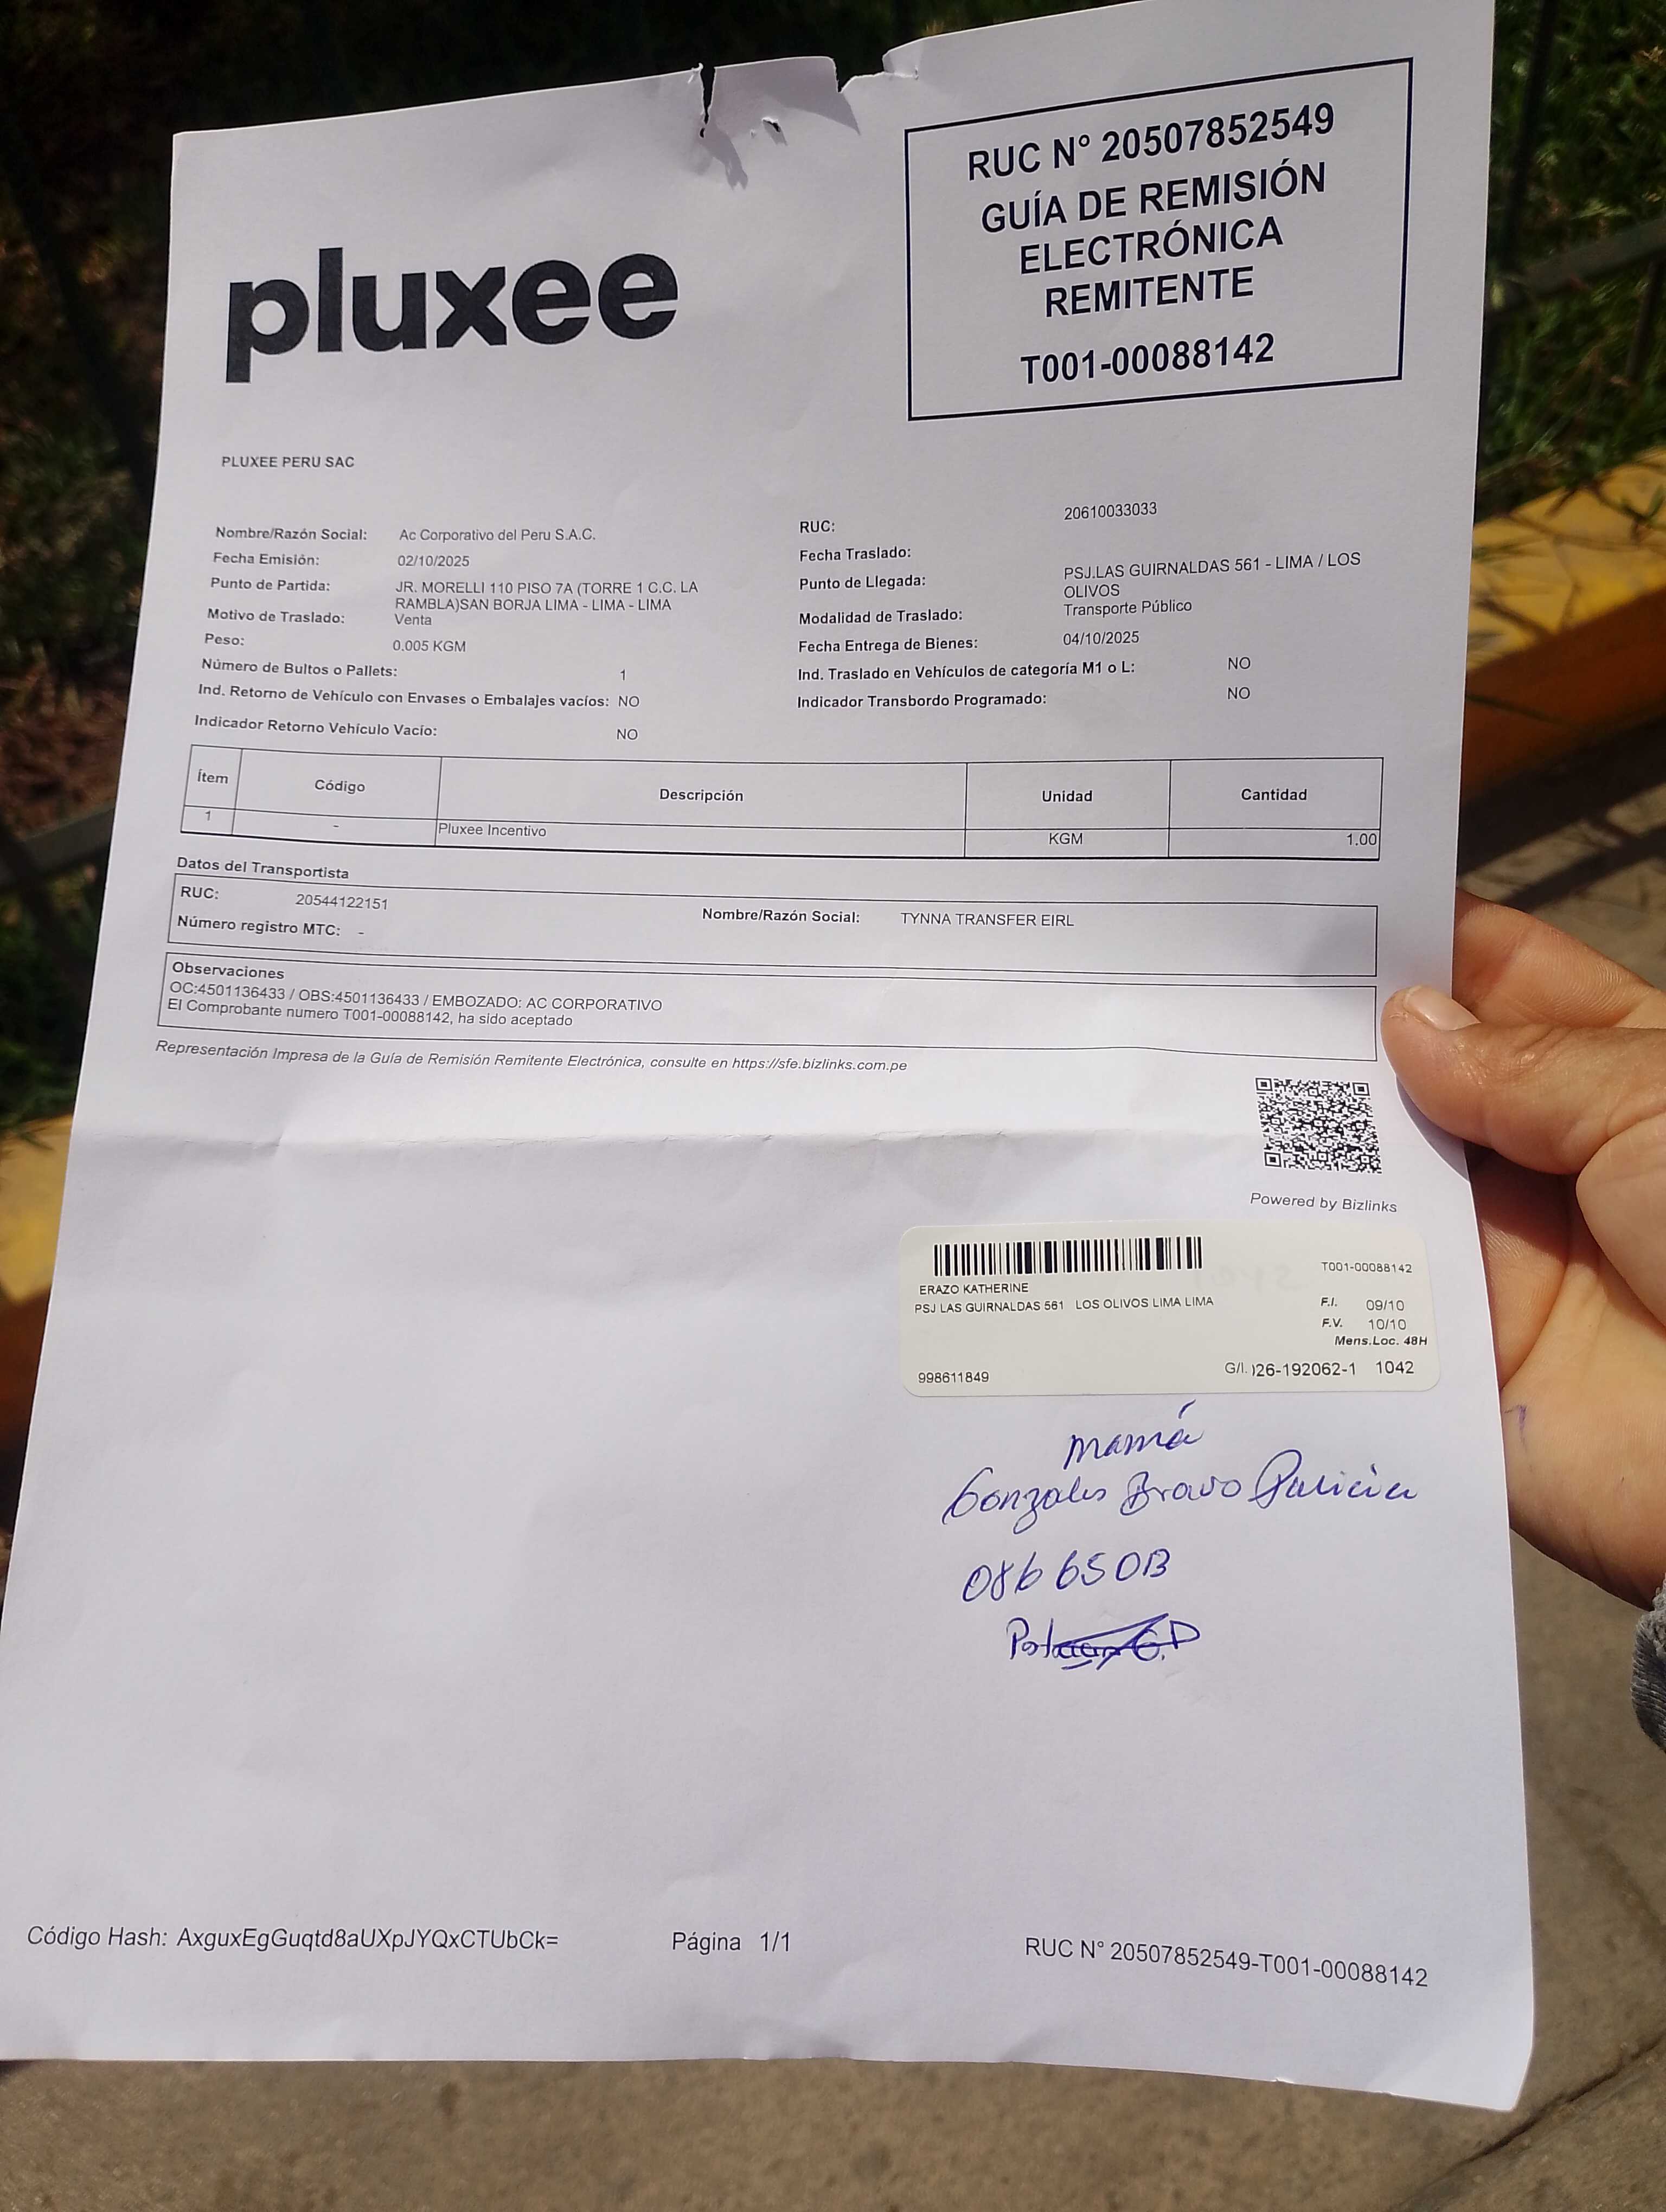 RUC N° 20507852549
GUÍA DE REMISIÓN
ELECTRÓNICA
REMITENTE
T001-00088142
pluxee
PLUXEE PERU SAC
Nombre/Razón Social: Ac Corporativo del Peru S.A.C.
Fecha Emisión: 02/10/2025
Punto de Partida: JR. MORELLI 110 PISO 7A (TORRE 1 C.C. LA
RAMBLA)SAN BORJA LIMA - LIMA - LIMA
Motivo de Traslado: Venta
Peso: 0.005 KGM
Número de Bultos o Pallets: 1
Ind. Retorno de Vehículo con Envases o Embalajes vacíos: NO
Indicador Retorno Vehículo Vacío: NO
RUC: 20610033033
Fecha Traslado:
Punto de Llegada: PSJ.LAS GUIRNALDAS 561 - LIMA / LOS
OLIVOS
Modalidad de Traslado: Transporte Público
Fecha Entrega de Bienes: 04/10/2025
Ind. Traslado en Vehículos de categoría M1 o L: NO
Indicador Transbordo Programado: NO
Ítem Código Descripción Unidad Cantidad
1 - Pluxee Incentivo KGM 1.00
Datos del Transportista
RUC: 20544122151 Nombre/Razón Social: TYNNA TRANSFER EIRL
Número registro MTC: -
Observaciones
OC:4501136433 / OBS:4501136433 / EMBOZADO: AC CORPORATIVO
El Comprobante numero T001-00088142, ha sido aceptado
Representación Impresa de la Guía de Remisión Remitente Electrónica, consulte en https://sfe.bizlinks.com.pe
Powered by Bizlinks
T001-00088142
ERAZO KATHERINE
PSJ LAS GUIRNALDAS 561 LOS OLIVOS LIMA LIMA
F.I. 09/10
F.V. 10/10
Mens.Loc. 48H
998611849 G/I. 026-192062-1 1042
mamá
Gonzales Bravo
Código Hash: AxguxEgGuqtd8aUXpJYQxCTUbCk= Página 1/1 RUC N° 20507852549-T001-00088142